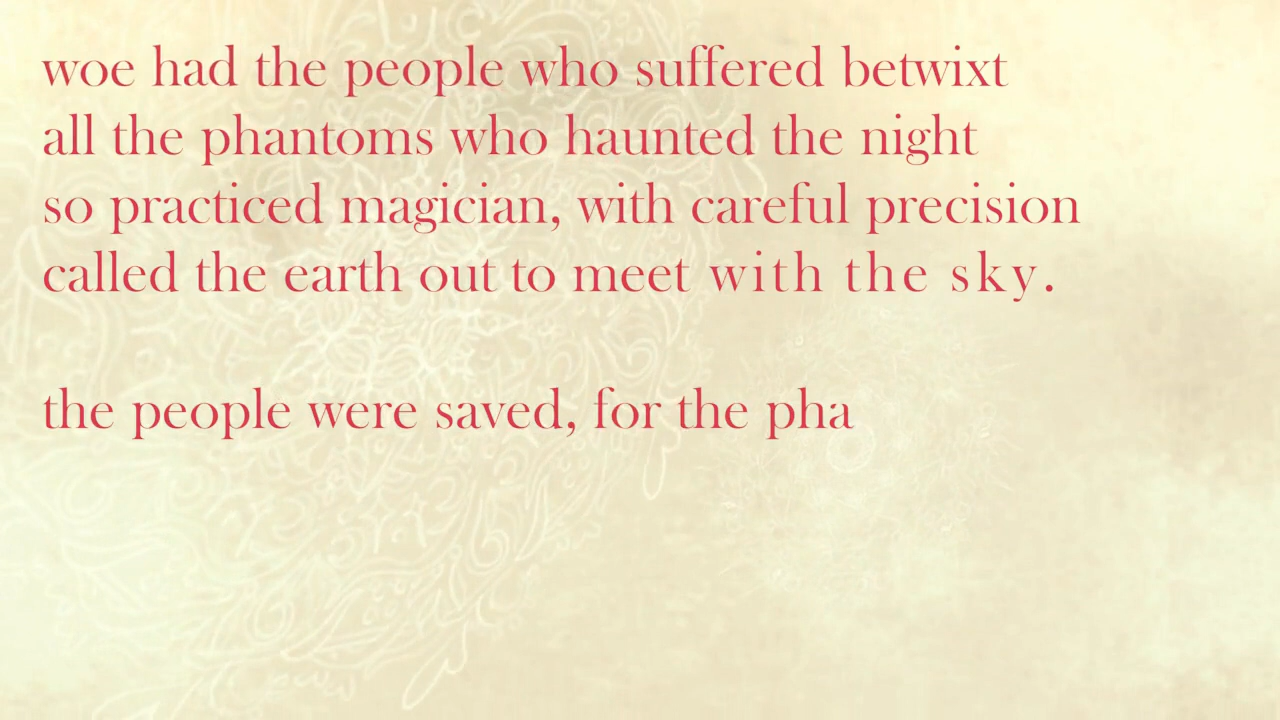 woe had the people who suffered betwixt
all the phantoms who haunted the night
so practiced magician, with careful precision
called the earth out to meet with the sky.
the people were saved, for the pha